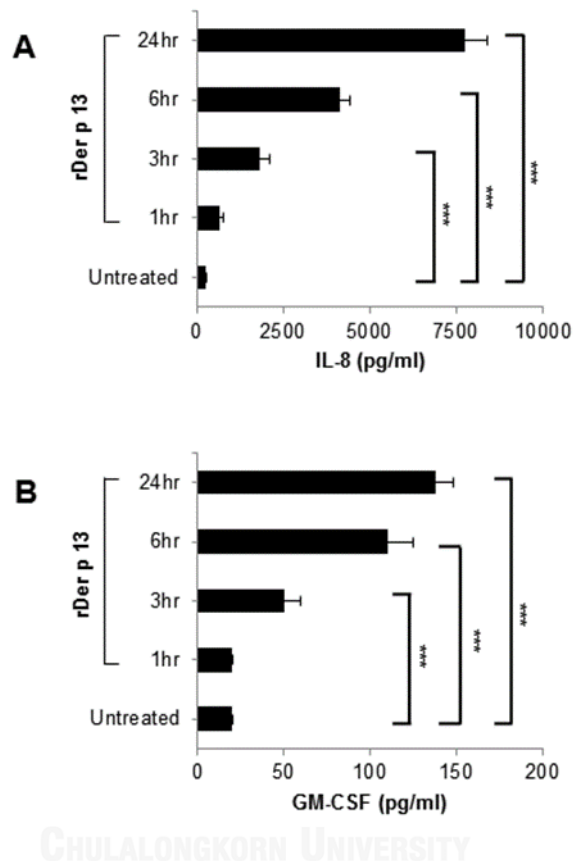 A
rDer p 13
24hr
6hr
3hr
1hr
Untreated
***
***
***
0 2500 5000 7500 10000
IL-8 (pg/ml)
B
rDer p 13
24hr
6hr
3hr
1hr
Untreated
***
***
***
0 50 100 150 200
GM-CSF (pg/ml)
CHULALONGKORN UNIVERSITY